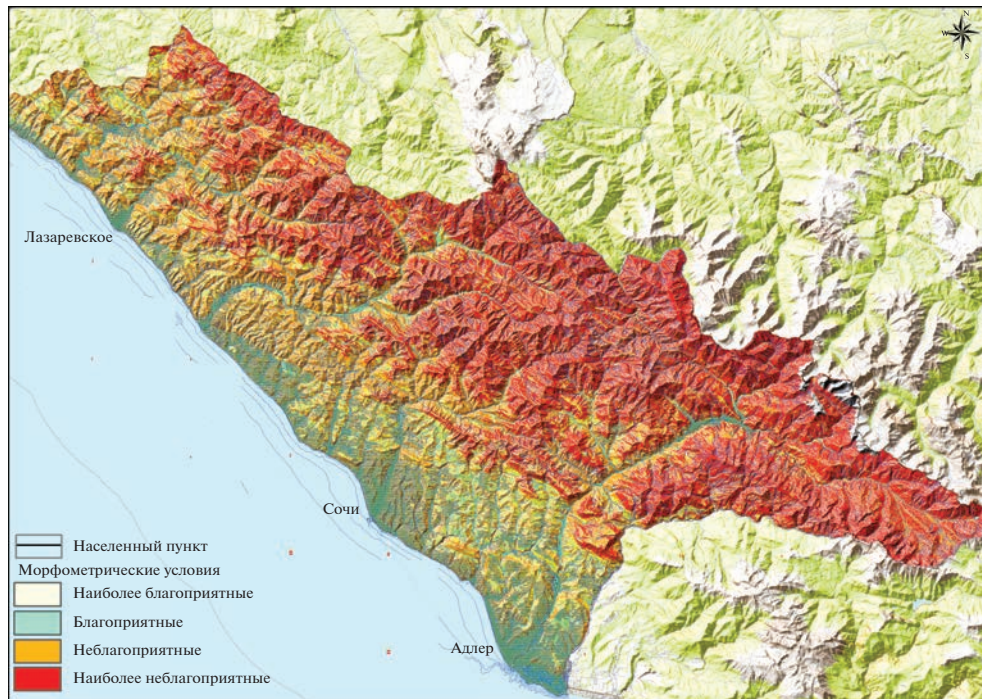 N
W
S
Лазаревское
Сочи
Адлер
Населенный пункт
Морфометрические условия
Наиболее благоприятные
Благоприятные
Неблагоприятные
Наиболее неблагоприятные